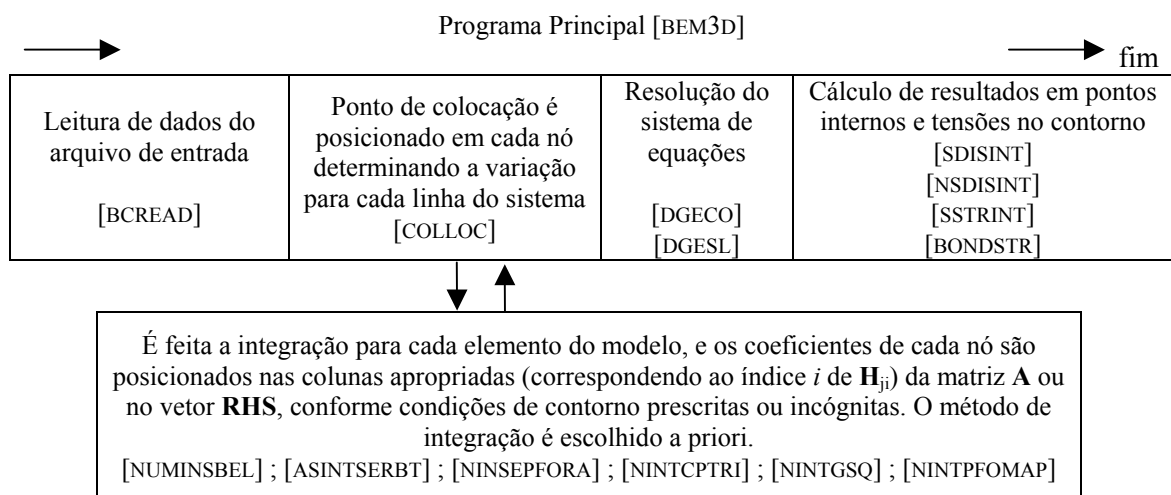 Programa Principal [BEM3D]
fim
Leitura de dados do
arquivo de entrada
[BCREAD]
Ponto de colocação é
posicionado em cada nó
determinando a variação
para cada linha do sistema
[COLLOC]
Resolução do
sistema de
equações
[DGECO]
[DGESL]
Cálculo de resultados em pontos
internos e tensões no contorno
[SDISINT]
[NSDISINT]
[SSTRINT]
[BONDSTR]
É feita a integração para cada elemento do modelo, e os coeficientes de cada nó são
posicionados nas colunas apropriadas (correspondendo ao índice i de Hji) da matriz A ou
no vetor RHS, conforme condições de contorno prescritas ou incógnitas. O método de
integração é escolhido a priori.
[NUMINSBEL] ; [ASINTSERBT] ; [NINSEPFORA] ; [NINTCPTRI] ; [NINTGSQ] ; [NINTPFOMAP]